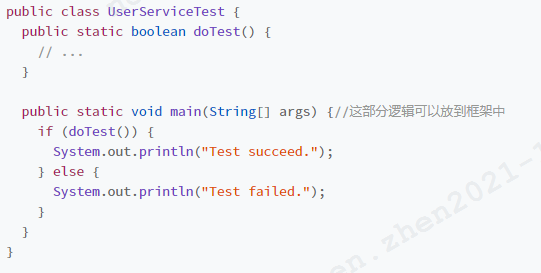 public class UserServiceTest {
  public static boolean doTest() {
    // ...
  }

  public static void main(String[] args) {//这部分逻辑可以放到框架中
    if (doTest()) {
      System.out.println("Test succeed.");
    } else {
      System.out.println("Test failed.");
    }
  }
}